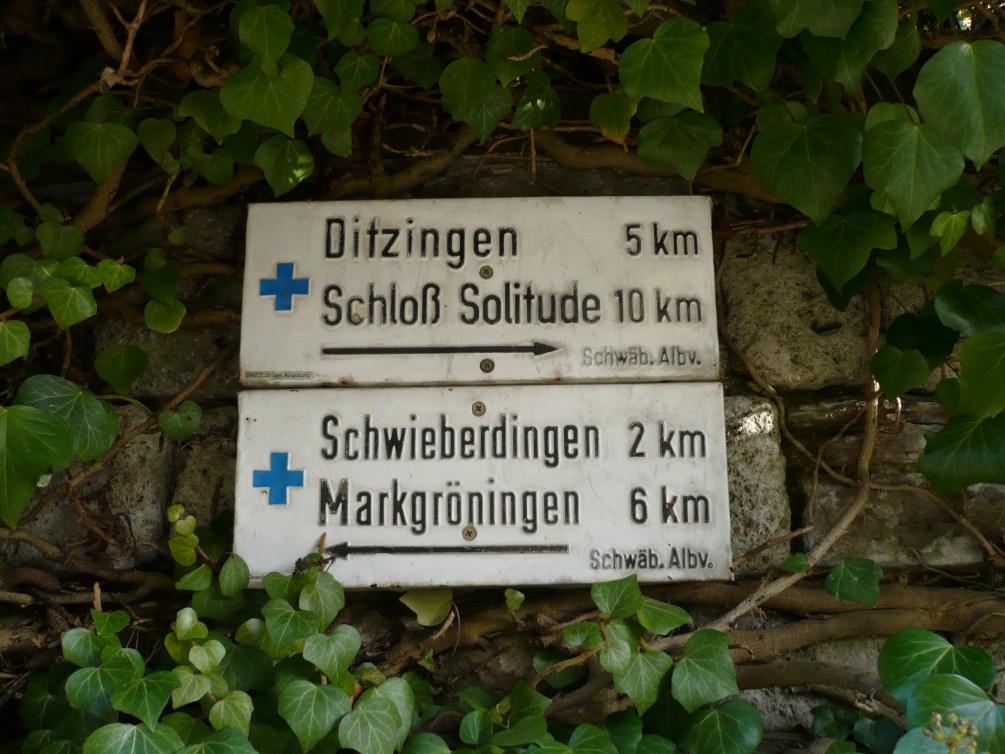 Ditzingen 5 km
Schloß Solitude 10 km
Schwäb. Albv.
Schwieberdingen 2 km
Markgröningen 6 km
Schwäb. Albv.